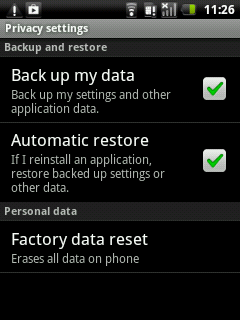 11:26
Privacy settings
Backup and restore
Back up my data
Back up my settings and other
application data.
Automatic restore
If I reinstall an application,
restore backed up settings or
other data.
Personal data
Factory data reset
Erases all data on phone